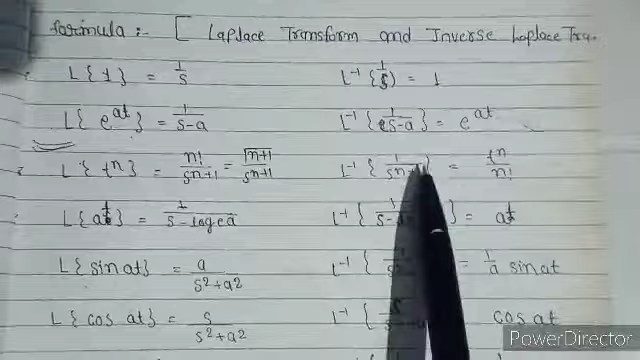 Formula :- [ Laplace Transform and Inverse Laplace Tra.
L{1} = 1/s L⁻¹{1/s) = 1
L{e^at} = 1/(s-a) L⁻¹{1/(s-a)} = e^at
L{t^n} = n!/s^n+1 = √n+1/s^n+1 L⁻¹{1/s^n+1} = t^n/n!
L{a^t} = 1/(s - log e a) L⁻¹{1/(s- } = a^t
L{sin at} = a/(s²+a²) L⁻¹{ = 1/a sin at
L{cos at} = s/(s²+a²) L⁻¹{s cos at
PowerDirector